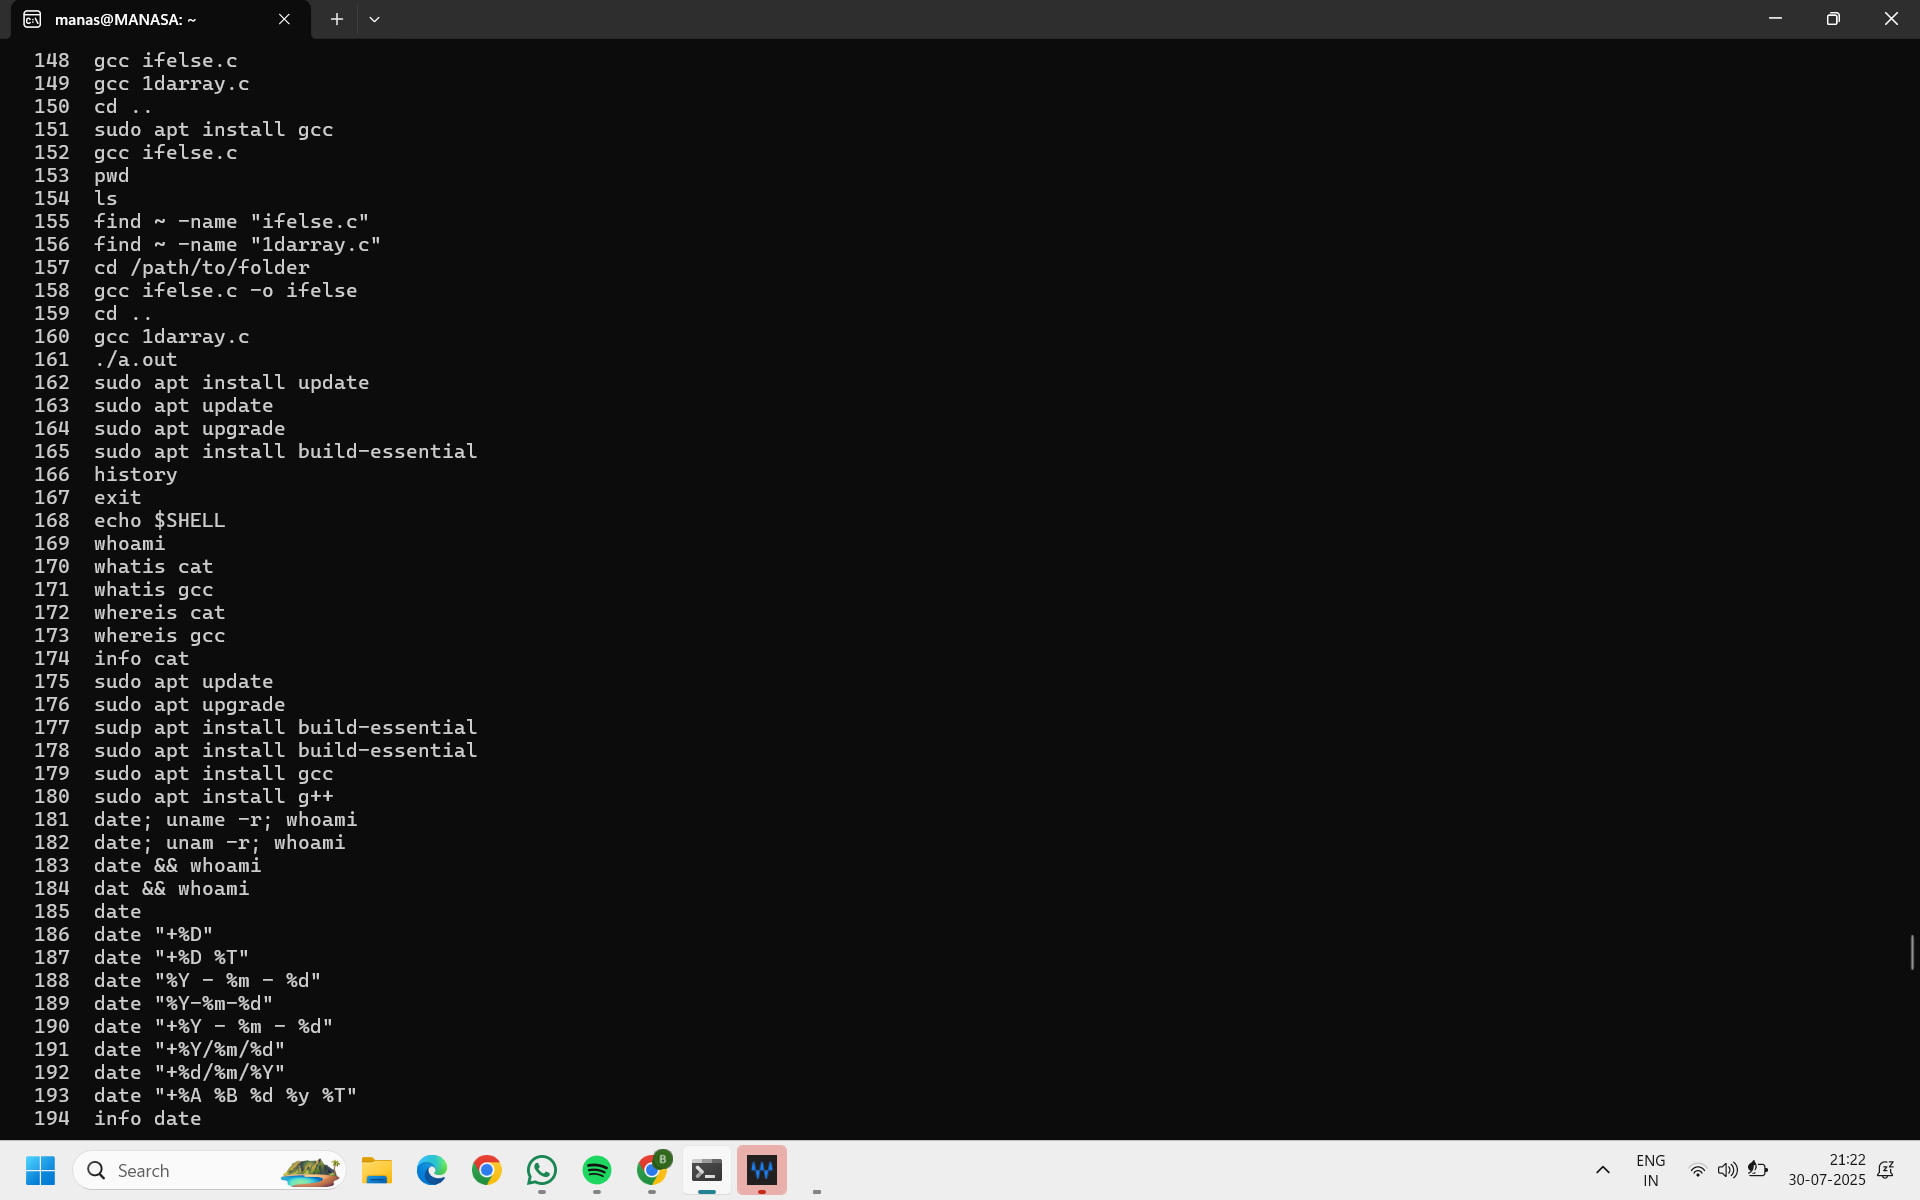 manas@MANASA: ~
148 gcc ifelse.c
149 gcc 1darray.c
150 cd ..
151 sudo apt install gcc
152 gcc ifelse.c
153 pwd
154 ls
155 find ~ -name "ifelse.c"
156 find ~ -name "1darray.c"
157 cd /path/to/folder
158 gcc ifelse.c -o ifelse
159 cd ..
160 gcc 1darray.c
161 ./a.out
162 sudo apt install update
163 sudo apt update
164 sudo apt upgrade
165 sudo apt install build-essential
166 history
167 exit
168 echo $SHELL
169 whoami
170 whatis cat
171 whatis gcc
172 whereis cat
173 whereis gcc
174 info cat
175 sudo apt update
176 sudo apt upgrade
177 sudp apt install build-essential
178 sudo apt install build-essential
179 sudo apt install gcc
180 sudo apt install g++
181 date; uname -r; whoami
182 date; unam -r; whoami
183 date && whoami
184 dat && whoami
185 date
186 date "+%D"
187 date "+%D %T"
188 date "%Y - %m - %d"
189 date "%Y-%m-%d"
190 date "+%Y - %m - %d"
191 date "+%Y/%m/%d"
192 date "+%d/%m/%Y"
193 date "+%A %B %d %y %T"
194 info date
Search
B
ENG
IN
21:22
30-07-2025